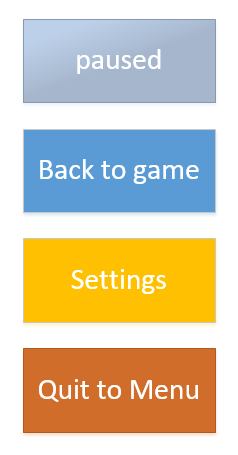 paused
Back to game
Settings
Quit to Menu